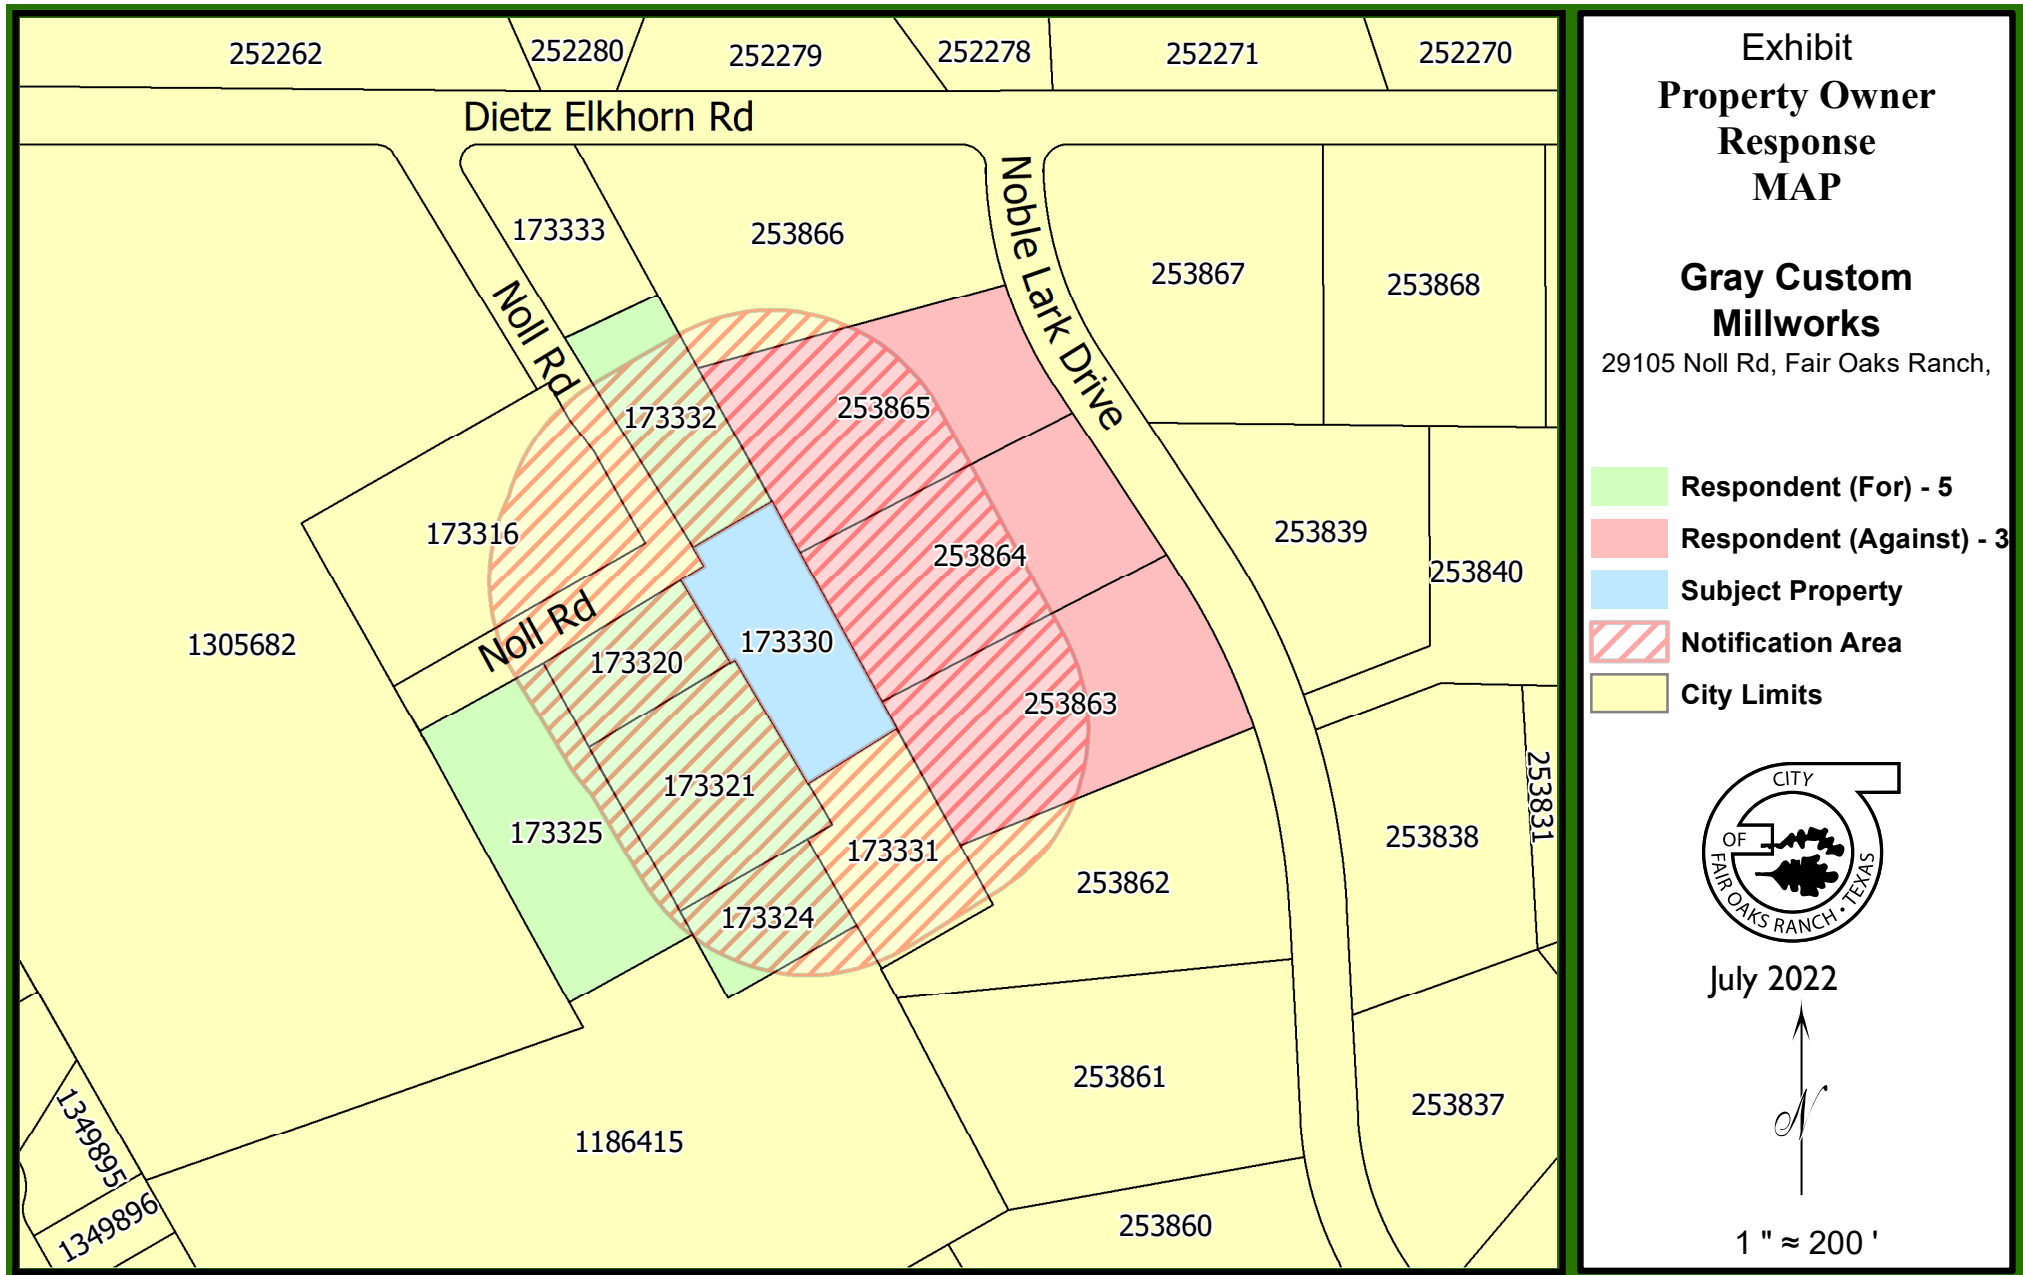 252262
252280
252279
252278
252271
252270
Dietz Elkhorn Rd
173333
253866
Noble Lark Drive
253867
253868
Noll Rd
173332
253865
173316
253864
253839
253840
1305682
Noll Rd
173320
173330
253863
173321
173325
173331
253862
253838
253831
173324
253861
253837
1349895
1186415
1349896
253860
Exhibit
Property Owner
Response
MAP
Gray Custom
Millworks
29105 Noll Rd, Fair Oaks Ranch,
Respondent (For) - 5
Respondent (Against) - 3
Subject Property
Notification Area
City Limits
CITY
OF
FAIR OAKS RANCH • TEXAS
July 2022
N
1 " ≈ 200 '